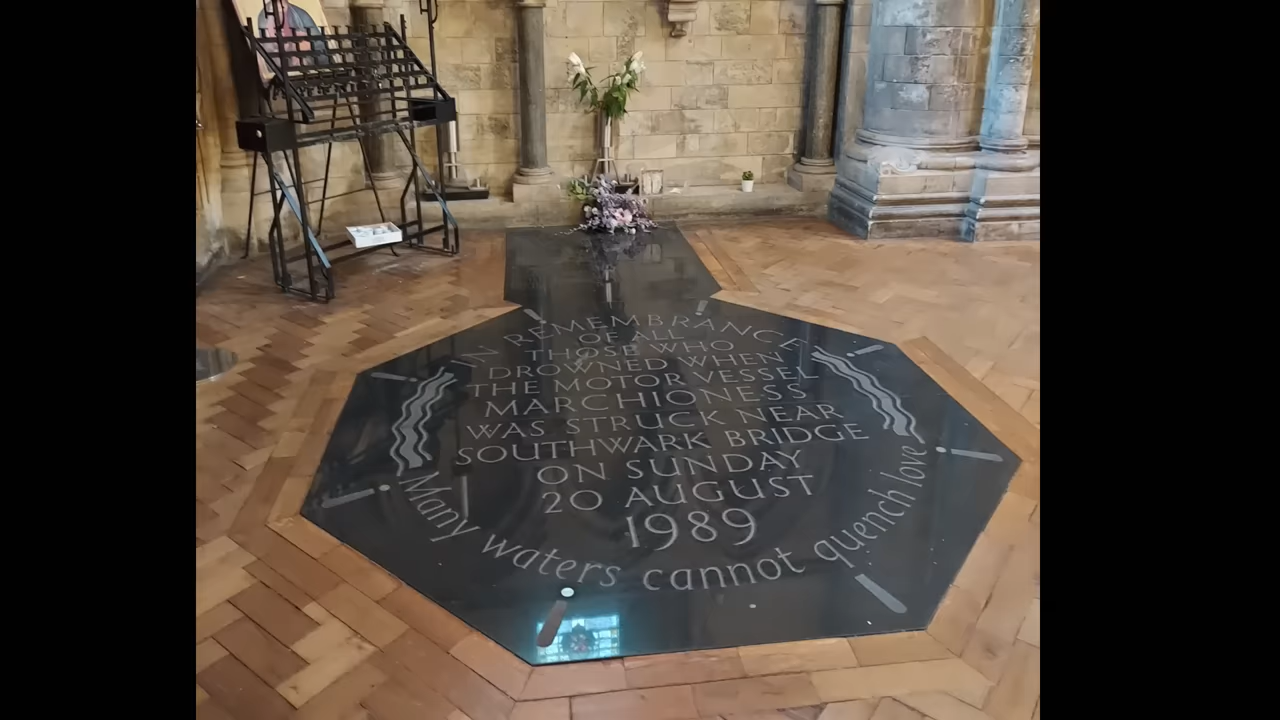 IN REMEMBRANCE
OF ALL
THOSE WHO
DROWNED WHEN
THE MOTOR VESSEL
MARCHIONESS
WAS STRUCK NEAR
SOUTHWARK BRIDGE
ON SUNDAY
20 AUGUST
1989
Many waters cannot quench love